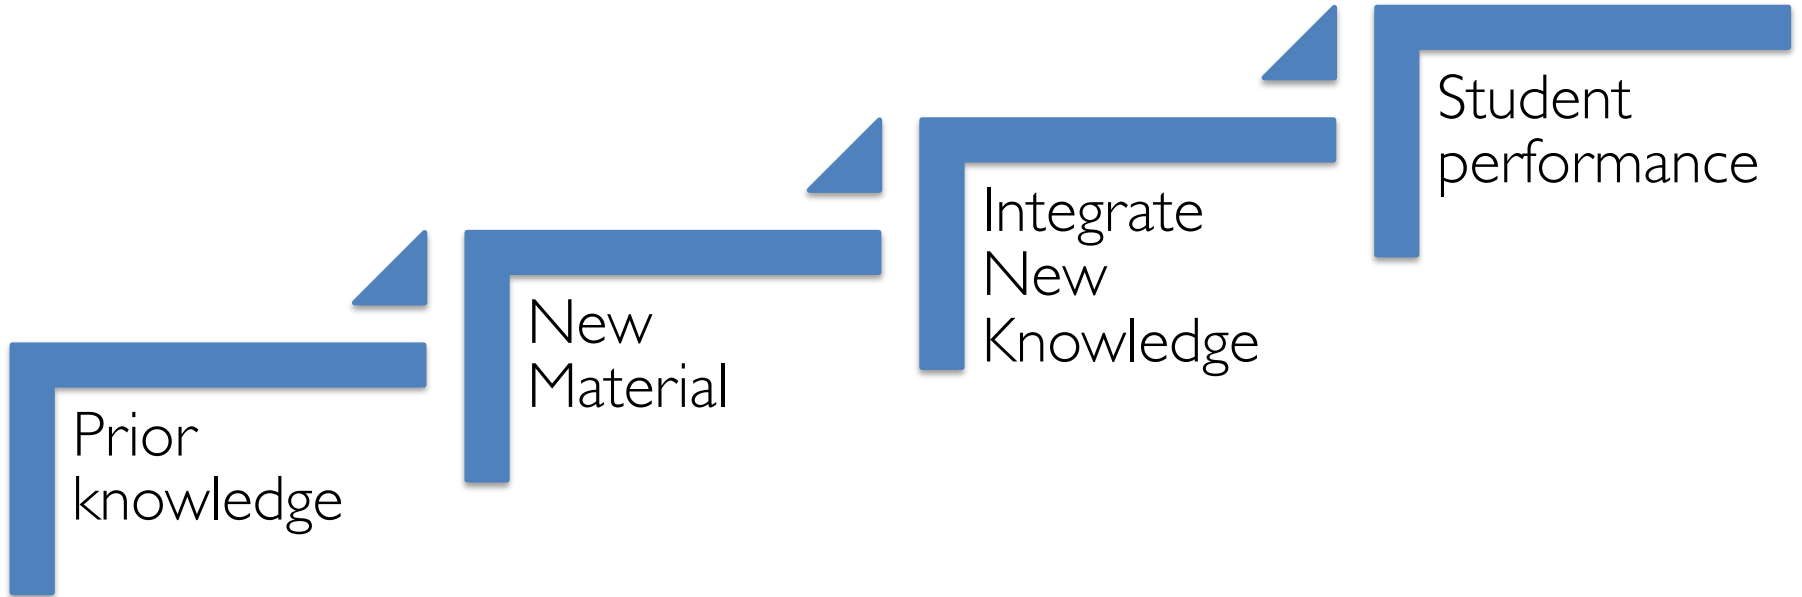 Prior
knowledge
New
Material
Integrate
New
Knowledge
Student
performance